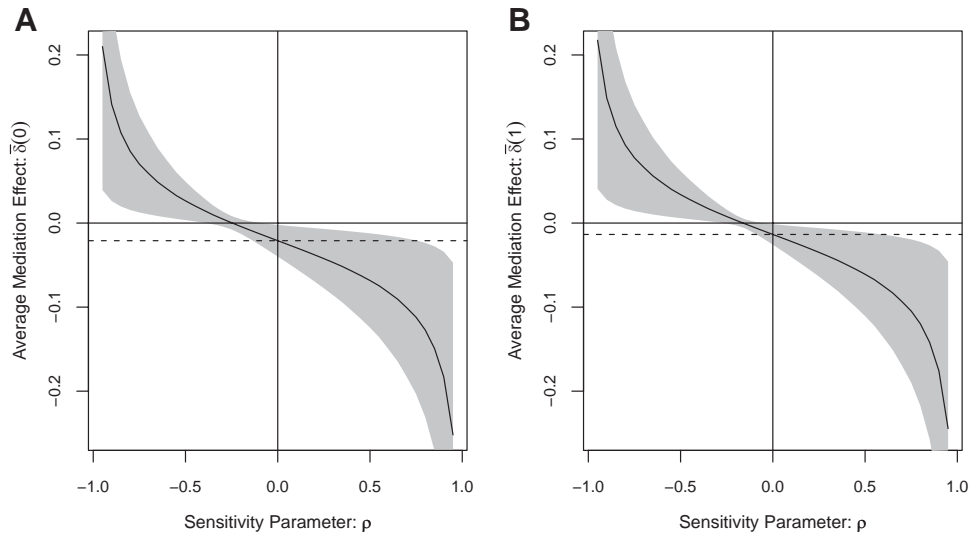 A
Average Mediation Effect: δ̄(0)
0.2
0.1
0.0
−0.1
−0.2
−1.0 −0.5 0.0 0.5 1.0
Sensitivity Parameter: ρ
B
Average Mediation Effect: δ̄(1)
0.2
0.1
0.0
−0.1
−0.2
−1.0 −0.5 0.0 0.5 1.0
Sensitivity Parameter: ρ